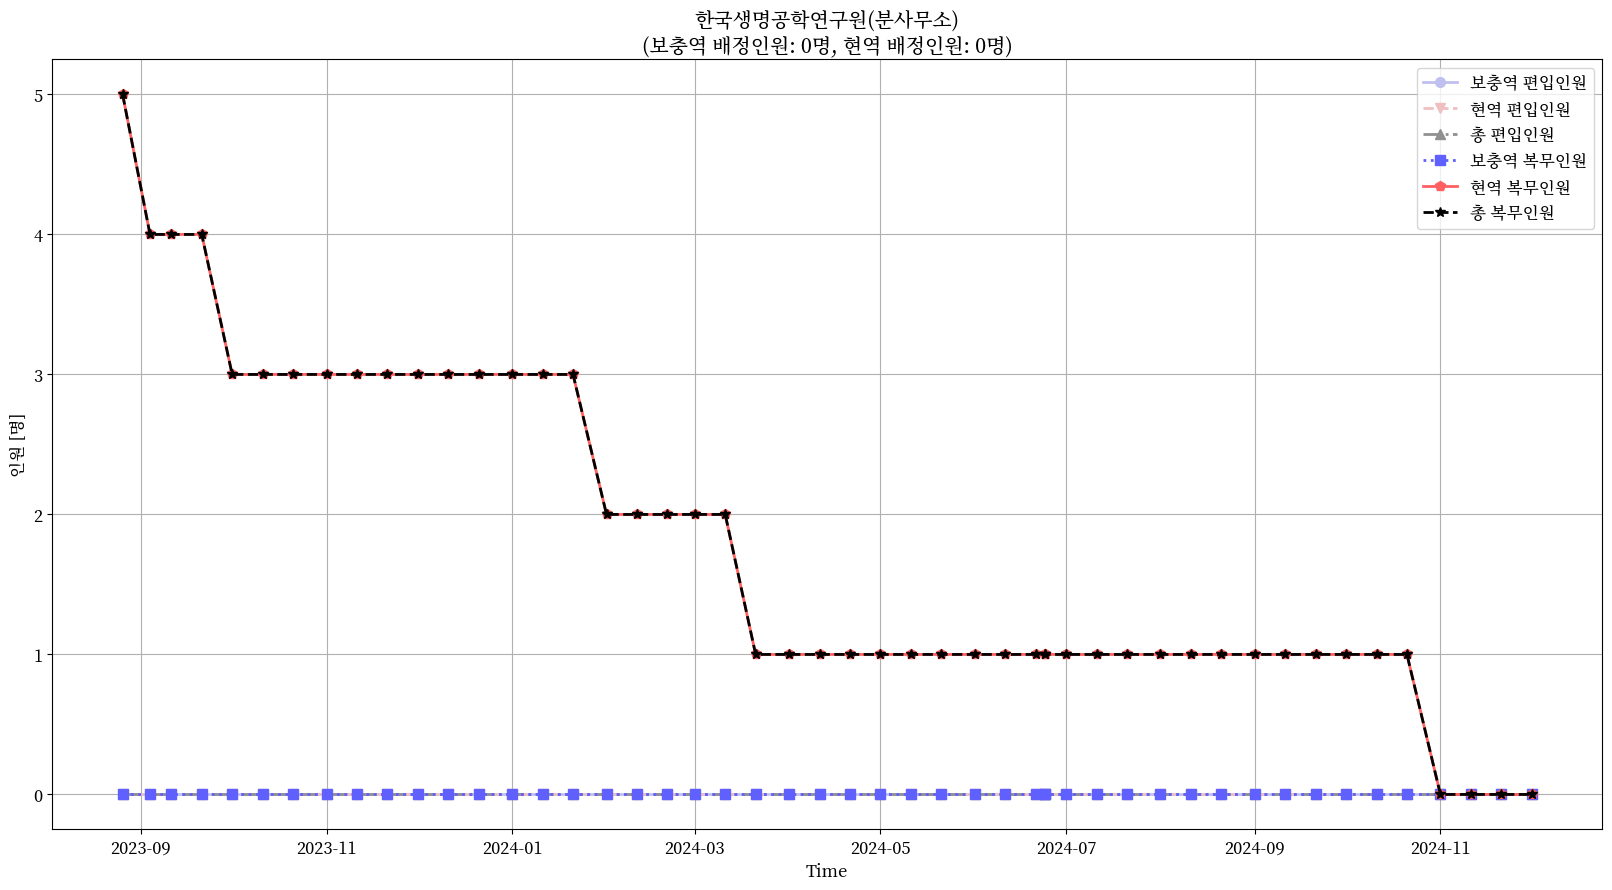 한국생명공학연구원(분사무소)
(보충역 배정인원: 0명, 현역 배정인원: 0명)
보충역 편입인원
현역 편입인원
총 편입인원
보충역 복무인원
현역 복무인원
총 복무인원
인원 [명]
5
4
3
2
1
0
2023-09
2023-11
2024-01
2024-03
2024-05
2024-07
2024-09
2024-11
Time